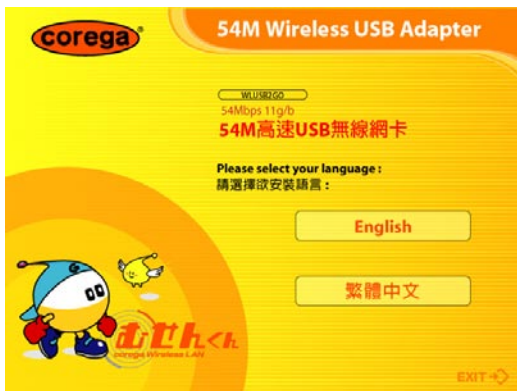 corega
54M Wireless USB Adapter
WLUSB2GO
54Mbps 11g/b
54M高速USB無線網卡
Please select your language :
請選擇欲安裝語言 :
English
繁體中文
むせんくん
corega Wireless LAN
EXIT